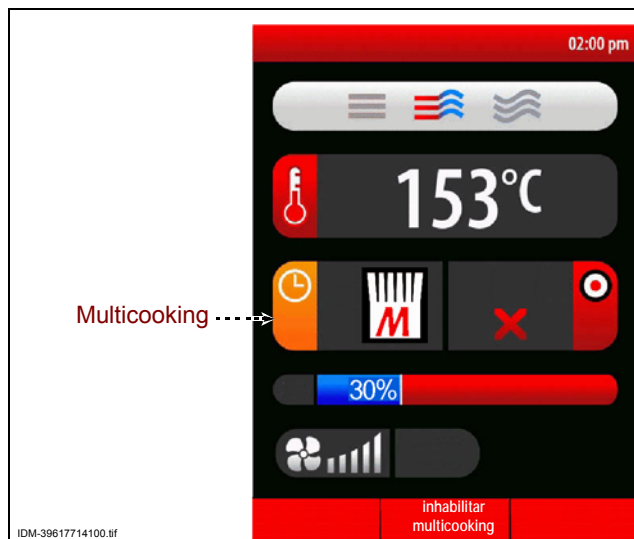 02:00 pm
153°C
Multicooking
M
30%
inhabilitar
multicooking
IDM-39617714100.tif